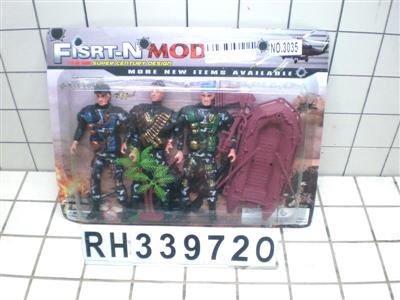 FISRT-N MOD
NO.3035
SUPER CENTURY DESIGN
MORE NEW ITEMS AVAILABLE
RH339720